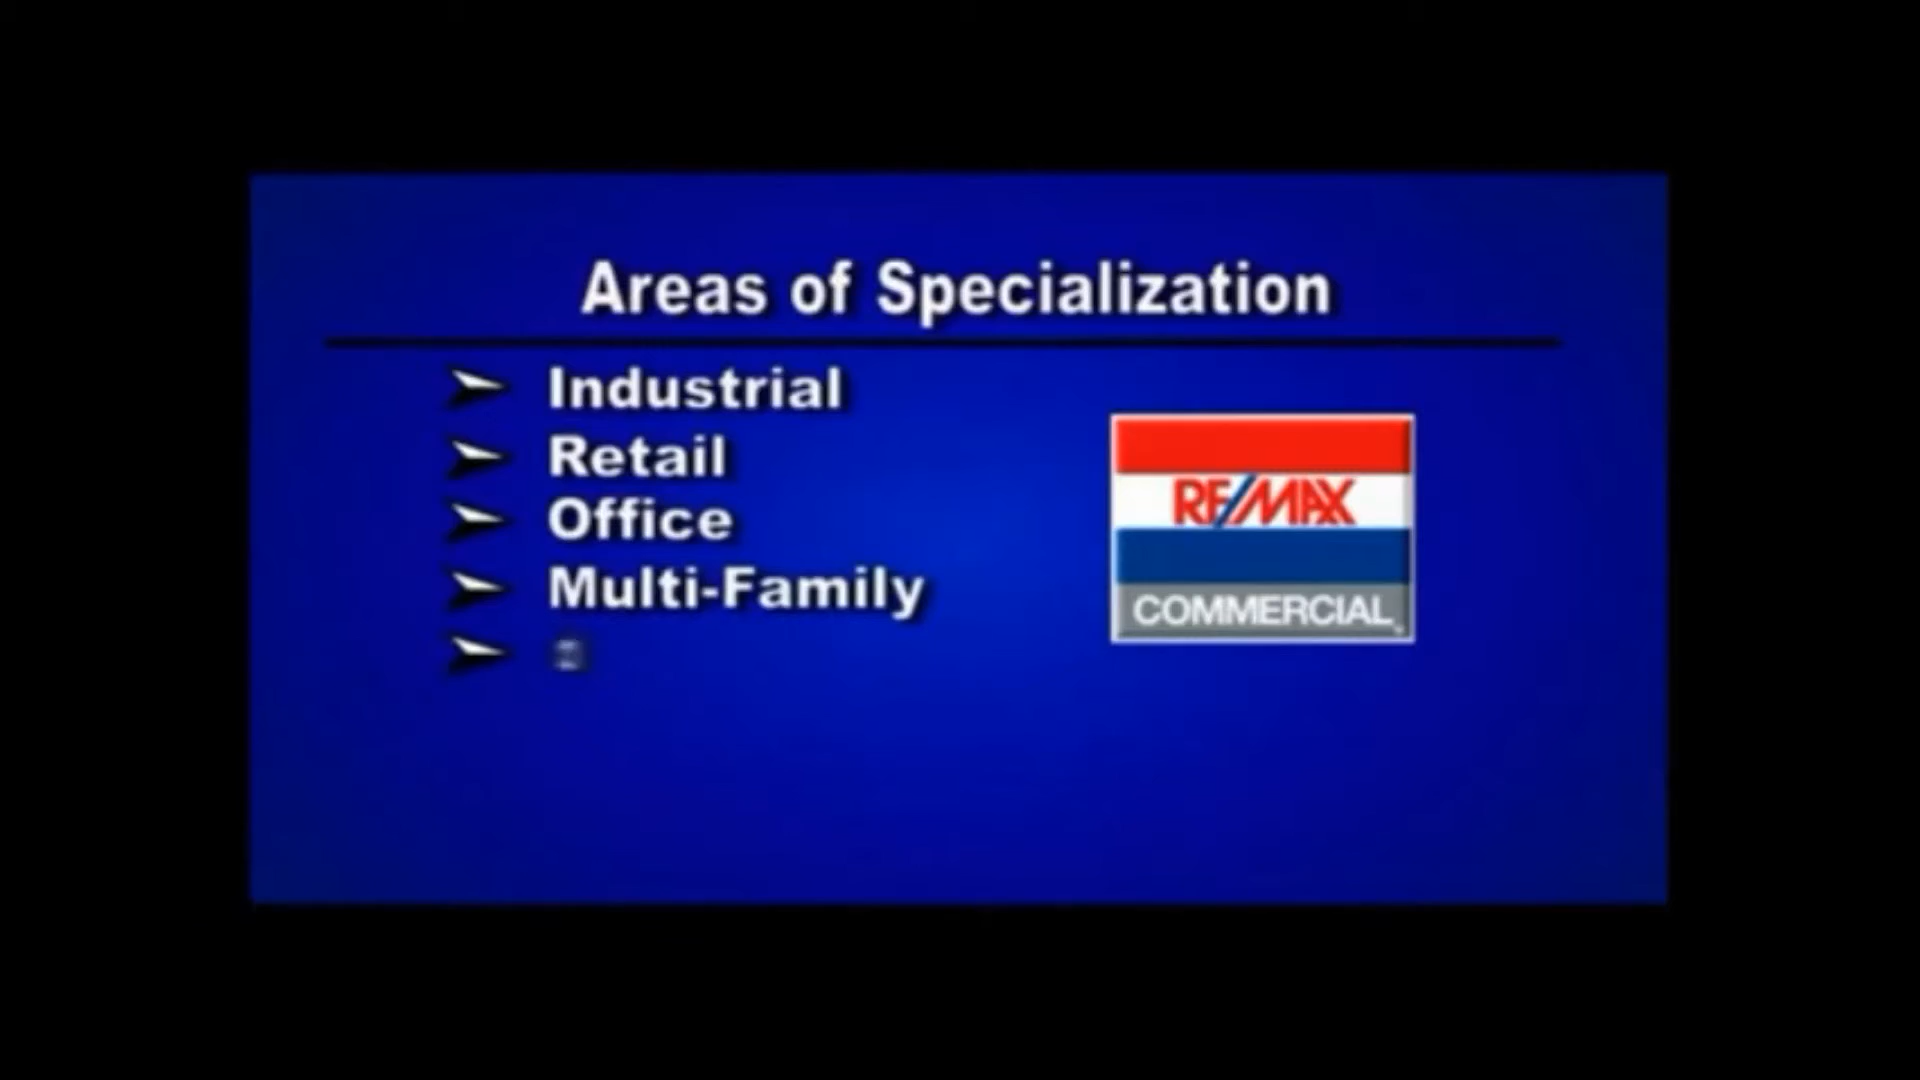 Areas of Specialization
Industrial
Retail
Office
Multi-Family
RE/MAX
COMMERCIAL